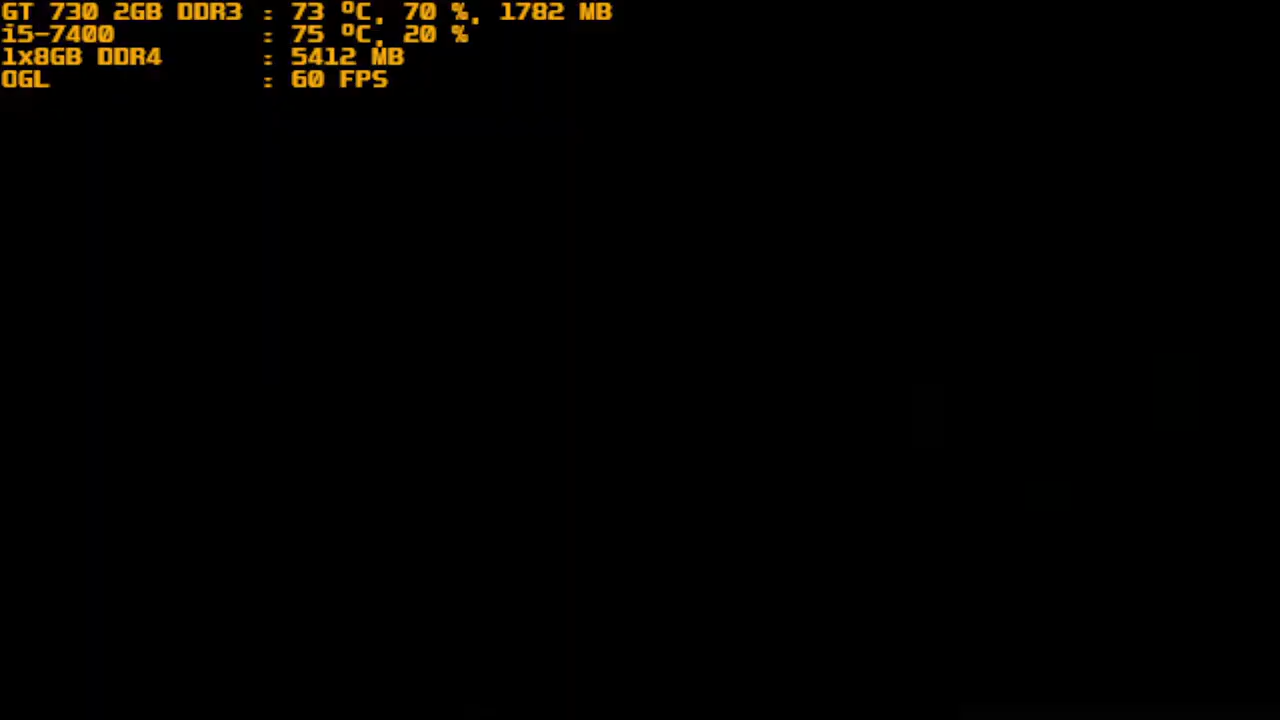 GT 730 2GB DDR3 : 73 ºC, 70 %, 1782 MB
i5-7400 : 75 ºC, 20 %
1x8GB DDR4 : 5412 MB
OGL : 60 FPS